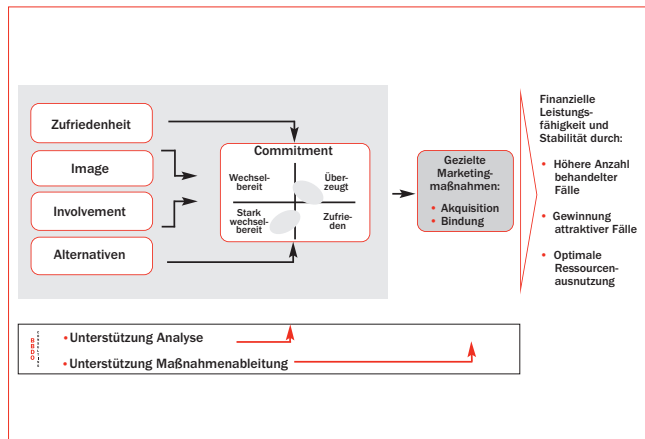 Zufriedenheit
Image
Involvement
Alternativen
Commitment
Wechsel-
bereit
Über-
zeugt
Stark
wechsel-
bereit
Zufrie-
den
Gezielte
Marketing-
maßnahmen:
• Akquisition
• Bindung
Finanzielle
Leistungs-
fähigkeit und
Stabilität durch:
• Höhere Anzahl
behandelter
Fälle
• Gewinnung
attraktiver Fälle
• Optimale
Ressourcen-
ausnutzung
BBDO
• Unterstützung Analyse
• Unterstützung Maßnahmenableitung